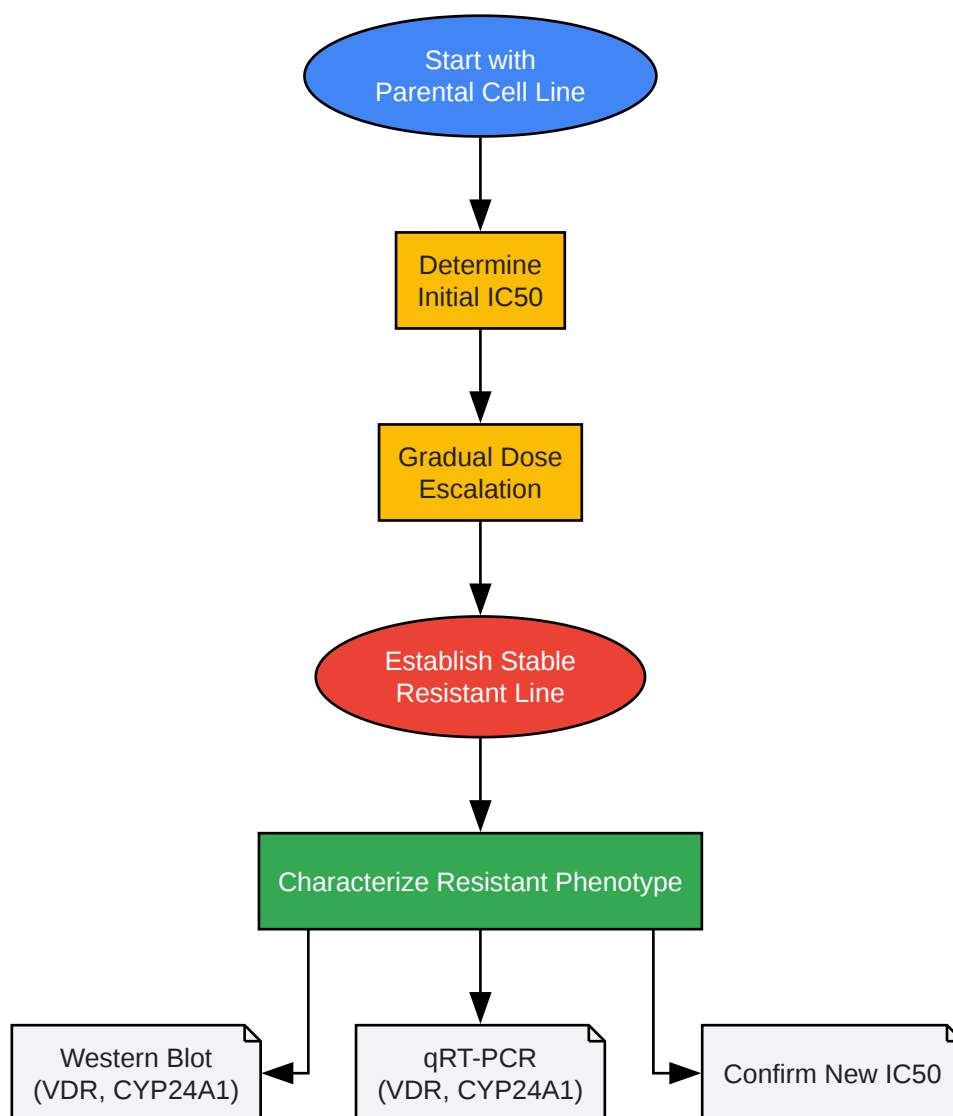 Start with
Parental Cell Line
Determine
Initial IC50
Gradual Dose
Escalation
Establish Stable
Resistant Line
Characterize Resistant Phenotype
Western Blot
(VDR, CYP24A1)
qRT-PCR
(VDR, CYP24A1)
Confirm New IC50